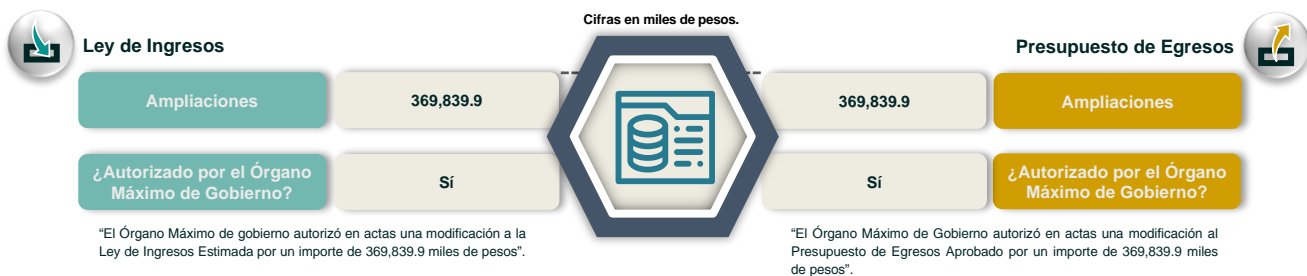 Cifras en miles de pesos.
Ley de Ingresos
Presupuesto de Egresos
Ampliaciones
369,839.9
369,839.9
Ampliaciones
¿Autorizado por el Órgano
Máximo de Gobierno?
Sí
Sí
¿Autorizado por el Órgano
Máximo de Gobierno?
“El Órgano Máximo de gobierno autorizó en actas una modificación a la
Ley de Ingresos Estimada por un importe de 369,839.9 miles de pesos”.
“El Órgano Máximo de Gobierno autorizó en actas una modificación al
Presupuesto de Egresos Aprobado por un importe de 369,839.9 miles
de pesos”.